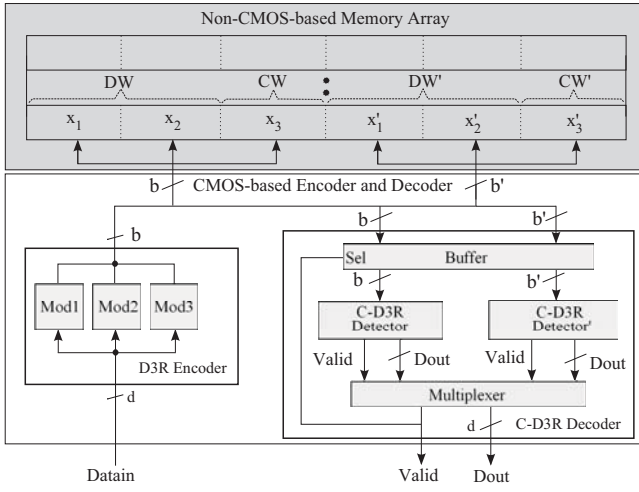 Non-CMOS-based Memory Array
DW CW DW' CW'
x1 x2 x3 x'1 x'2 x'3
b CMOS-based Encoder and Decoder b'
b b b'
Sel Buffer
b b'
Mod1 Mod2 Mod3
C-D3R Detector C-D3R Detector'
D3R Encoder
Valid Dout Valid Dout
Multiplexer
d d C-D3R Decoder
Datain Valid Dout